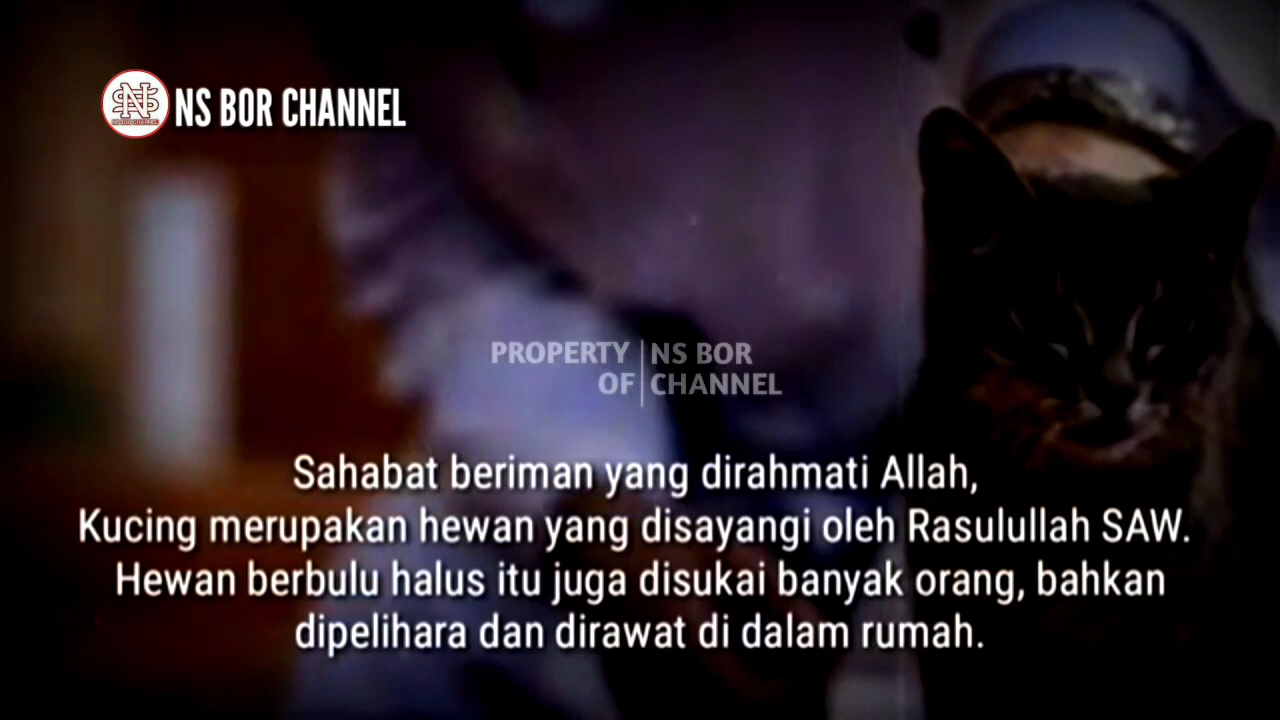 NS BOR CHANNEL
PROPERTY OF | NS BOR CHANNEL
Sahabat beriman yang dirahmati Allah,
Kucing merupakan hewan yang disayangi oleh Rasulullah SAW.
Hewan berbulu halus itu juga disukai banyak orang, bahkan
dipelihara dan dirawat di dalam rumah.